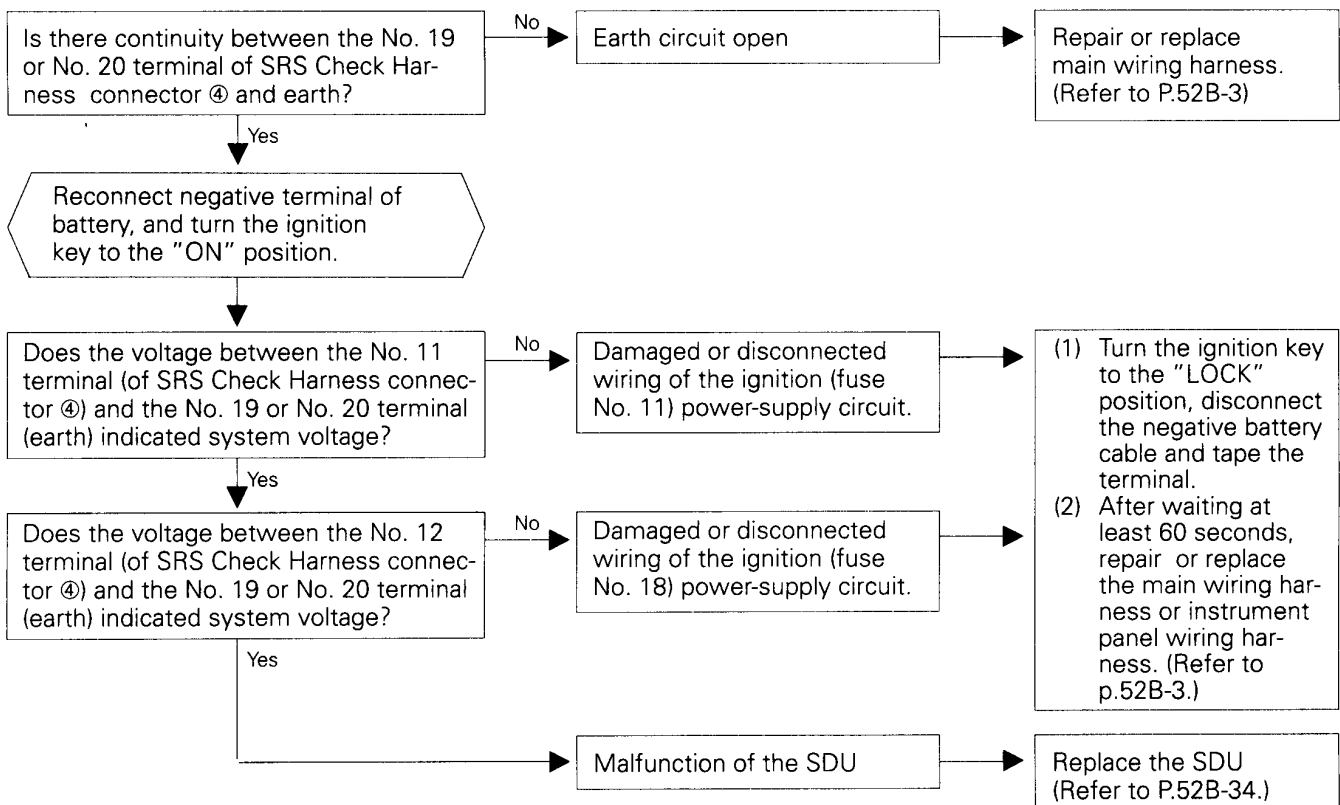 Is there continuity between the No. 19
or No. 20 terminal of SRS Check Har-
ness connector ④ and earth?
No
Earth circuit open
Repair or replace
main wiring harness.
(Refer to P.52B-3)
Yes
Reconnect negative terminal of
battery, and turn the ignition
key to the "ON" position.
Does the voltage between the No. 11
terminal (of SRS Check Harness connec-
tor ④) and the No. 19 or No. 20 terminal
(earth) indicated system voltage?
No
Damaged or disconnected
wiring of the ignition (fuse
No. 11) power-supply circuit.
(1) Turn the ignition key
to the "LOCK"
position, disconnect
the negative battery
cable and tape the
terminal.
(2) After waiting at
least 60 seconds,
repair or replace
the main wiring har-
ness or instrument
panel wiring har-
ness. (Refer to
p.52B-3.)
Yes
Does the voltage between the No. 12
terminal (of SRS Check Harness connec-
tor ④) and the No. 19 or No. 20 terminal
(earth) indicated system voltage?
No
Damaged or disconnected
wiring of the ignition (fuse
No. 18) power-supply circuit.
Yes
Malfunction of the SDU
Replace the SDU
(Refer to P.52B-34.)